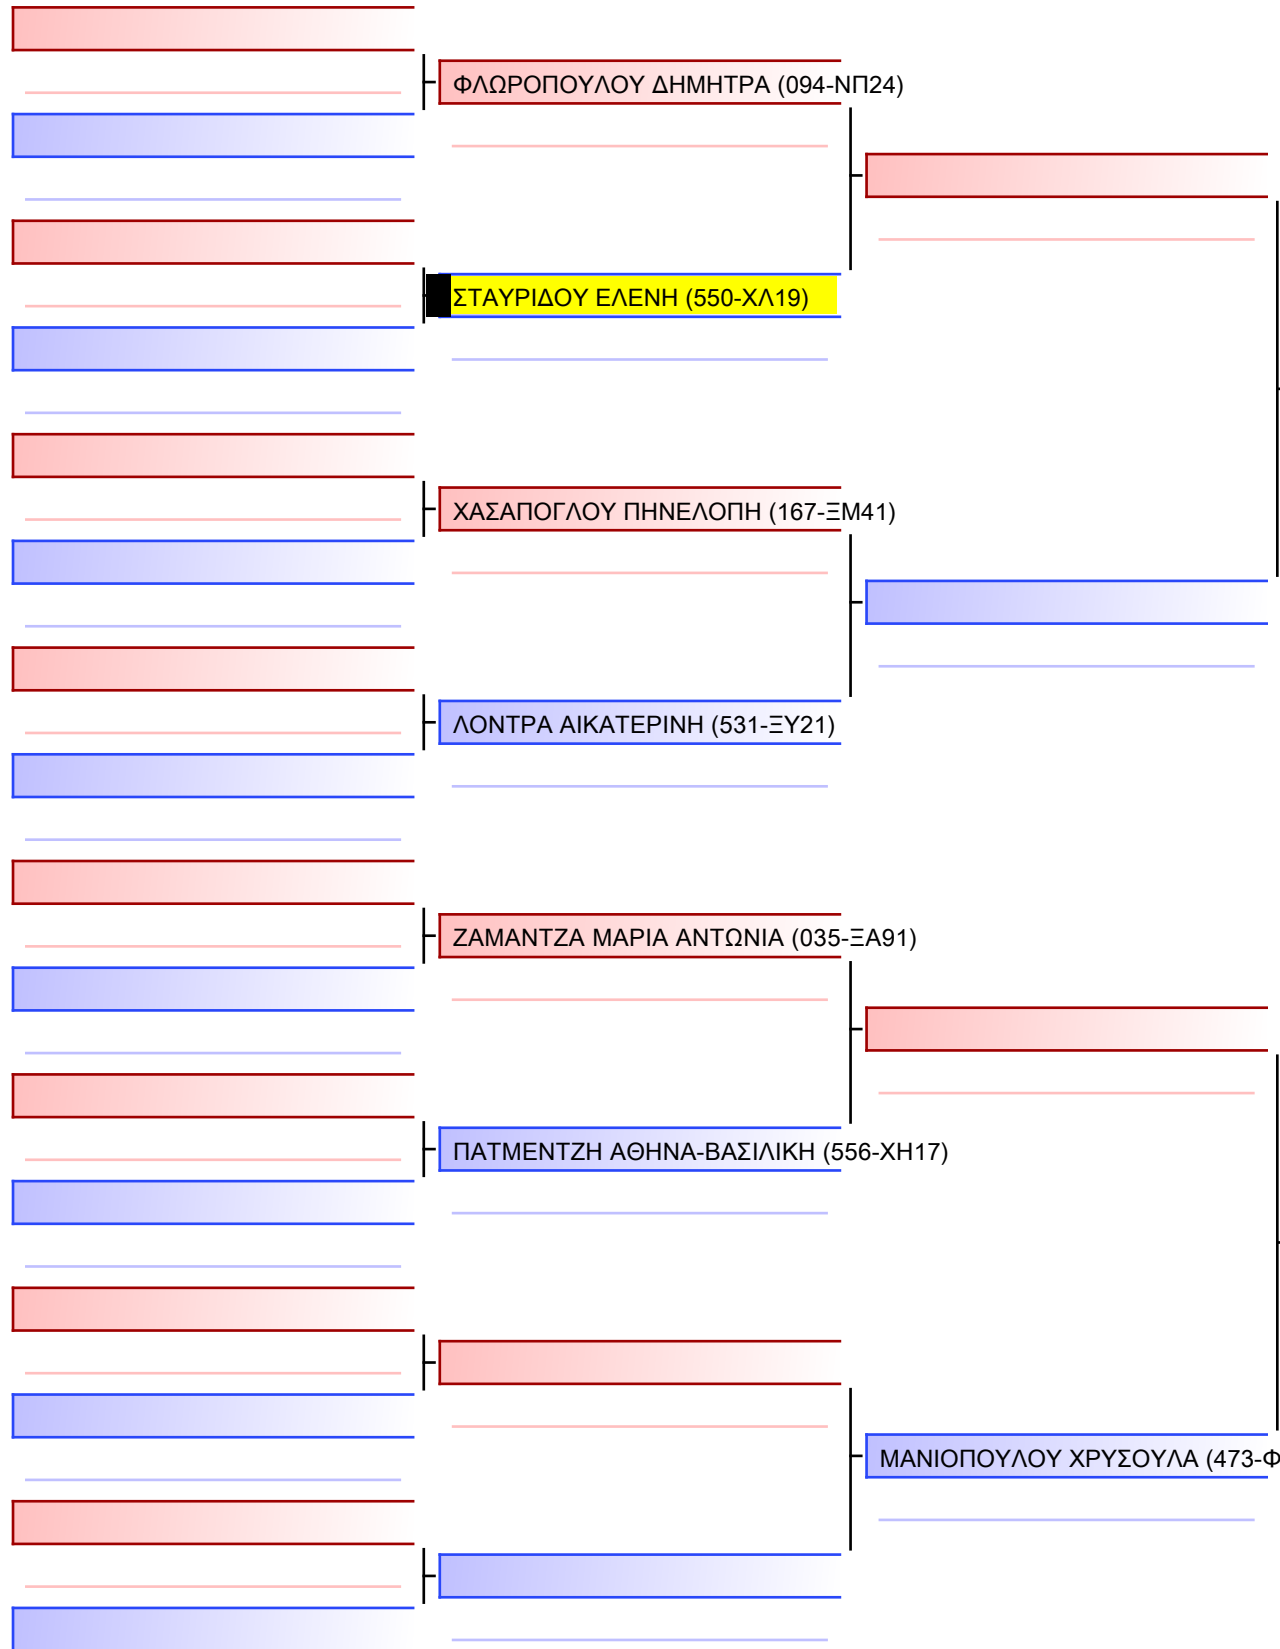 ΦΛΩΡΟΠΟΥΛΟΥ ΔΗΜΗΤΡΑ (094-ΝΠ24)
ΣΤΑΥΡΙΔΟΥ ΕΛΕΝΗ (550-ΧΛ19)
ΧΑΣΑΠΟΓΛΟΥ ΠΗΝΕΛΟΠΗ (167-ΞΜ41)
ΛΟΝΤΡΑ ΑΙΚΑΤΕΡΙΝΗ (531-ΞΥ21)
ΖΑΜΑΝΤΖΑ ΜΑΡΙΑ ΑΝΤΩΝΙΑ (035-ΞΑ91)
ΠΑΤΜΕΝΤΖΗ ΑΘΗΝΑ-ΒΑΣΙΛΙΚΗ (556-ΧΗ17)
ΜΑΝΙΟΠΟΥΛΟΥ ΧΡΥΣΟΥΛΑ (473-Φ